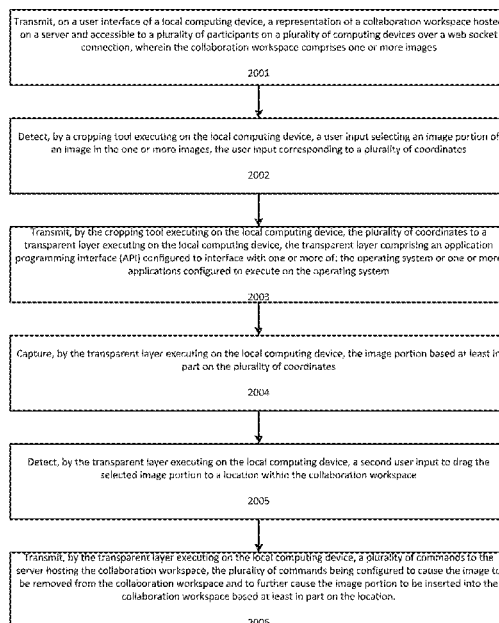 Transmit, on a user interface of a local computing device, a representation of a collaboration workspace hosted
on a server and accessible to a plurality of participants on a plurality of computing devices over a web socket
connection, wherein the collaboration workspace comprises one or more images
2001
Detect, by a cropping tool executing on the local computing device, a user input selecting an image portion of
an image in the one or more images, the user input corresponding to a plurality of coordinates
2002
Transmit, by the cropping tool executing on the local computing device, the plurality of coordinates to a
transparent layer executing on the local computing device, the transparent layer comprising an application
programming interface (API) configured to interface with one or more of: the operating system or one or more
applications configured to execute on the operating system
2003
Capture, by the transparent layer executing on the local computing device, the image portion based at least in
part on the plurality of coordinates
2004
Detect, by the transparent layer executing on the local computing device, a second user input to drag the
selected image portion to a location within the collaboration workspace
2005
Transmit, by the transparent layer executing on the local computing device, a plurality of commands to the
server hosting the collaboration workspace, the plurality of commands being configured to cause the image to
be removed from the collaboration workspace and to further cause the image portion to be inserted into the
collaboration workspace based at least in part on the location.
2006